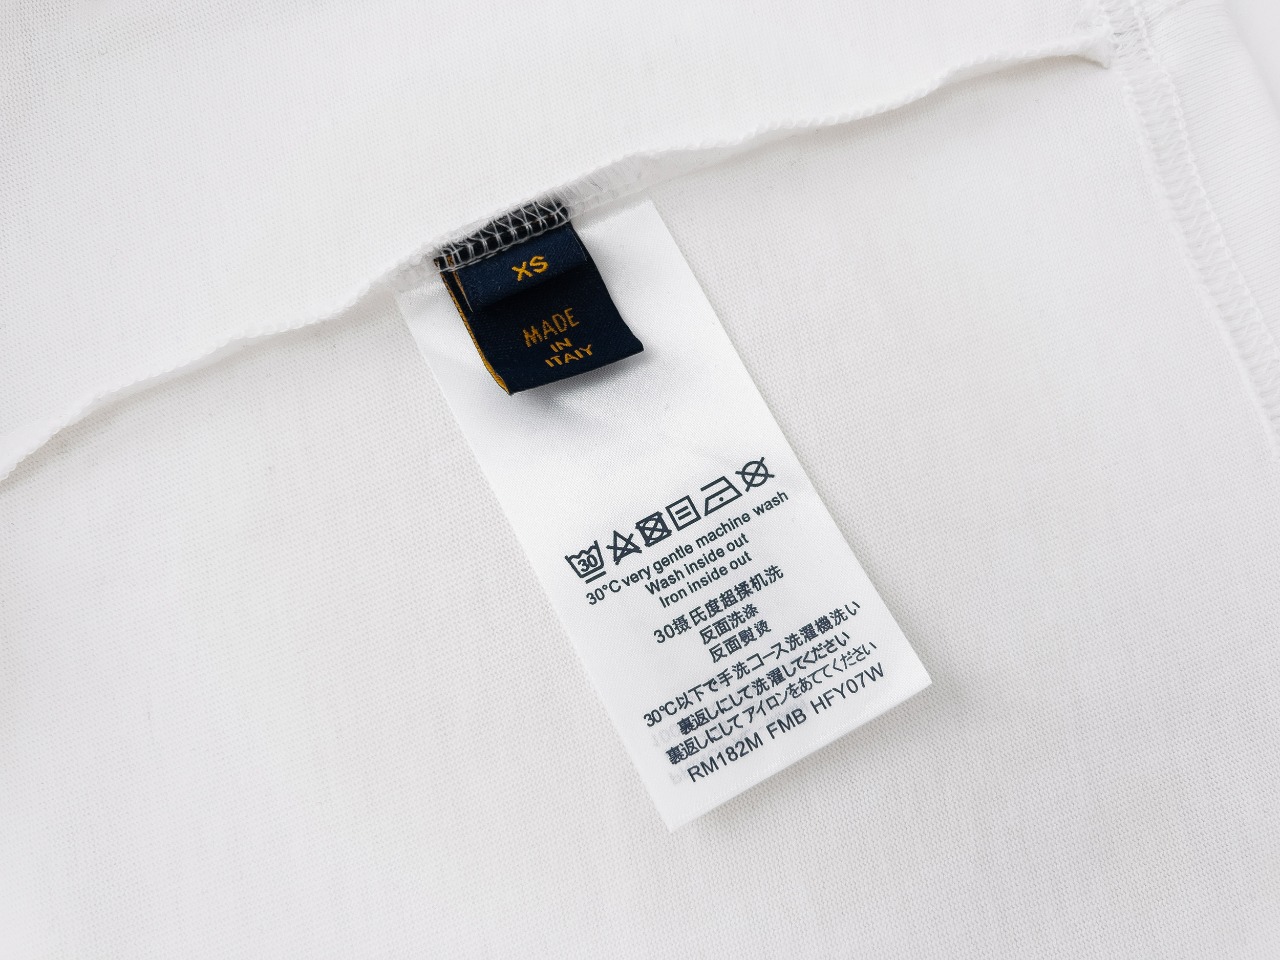 XS
MADE
IN
ITALY
30
30°C very gentle machine wash
Wash inside out
Iron inside out
30摄氏度超揉机洗
反面洗涤
反面熨烫
30℃以下で手洗コース洗濯機洗い
裏返しにして洗濯してください
裏返しにしてアイロンをあててください
RM182M FMB HFY07W